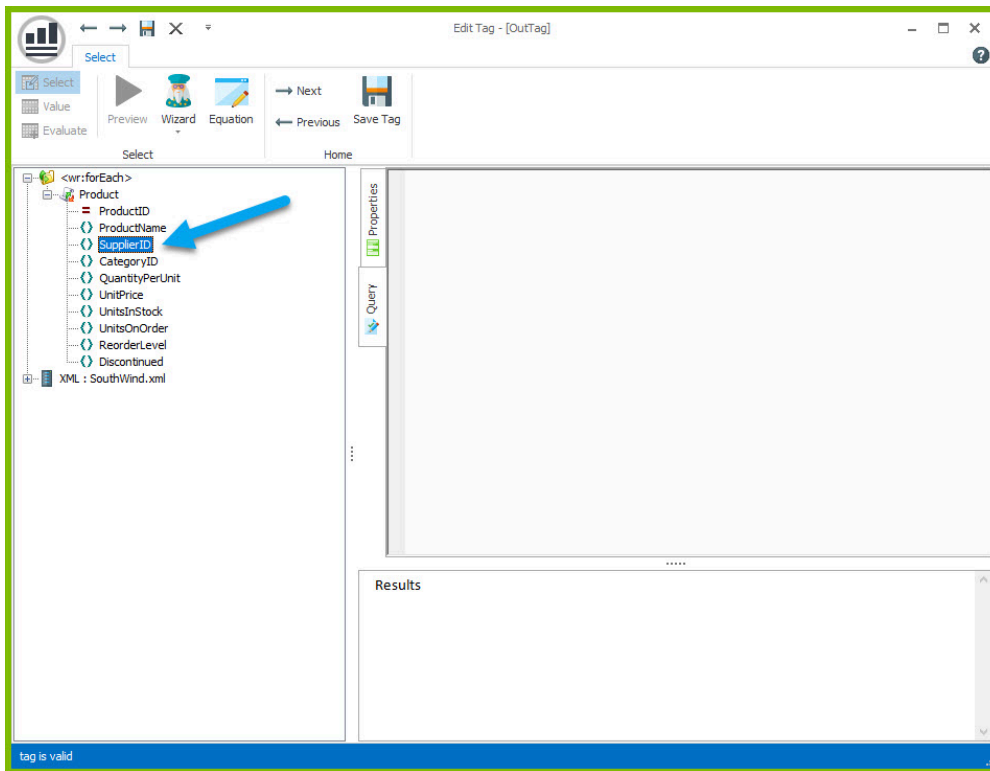 Edit Tag - [OutTag]
Select
Select
Value
Evaluate
Preview
Wizard
Equation
Next
Previous
Save Tag
Select
Home
<wr:forEach>
Product
ProductID
ProductName
SupplierID
CategoryID
QuantityPerUnit
UnitPrice
UnitsInStock
UnitsOnOrder
ReorderLevel
Discontinued
XML : SouthWind.xml
Properties
Query
Results
tag is valid